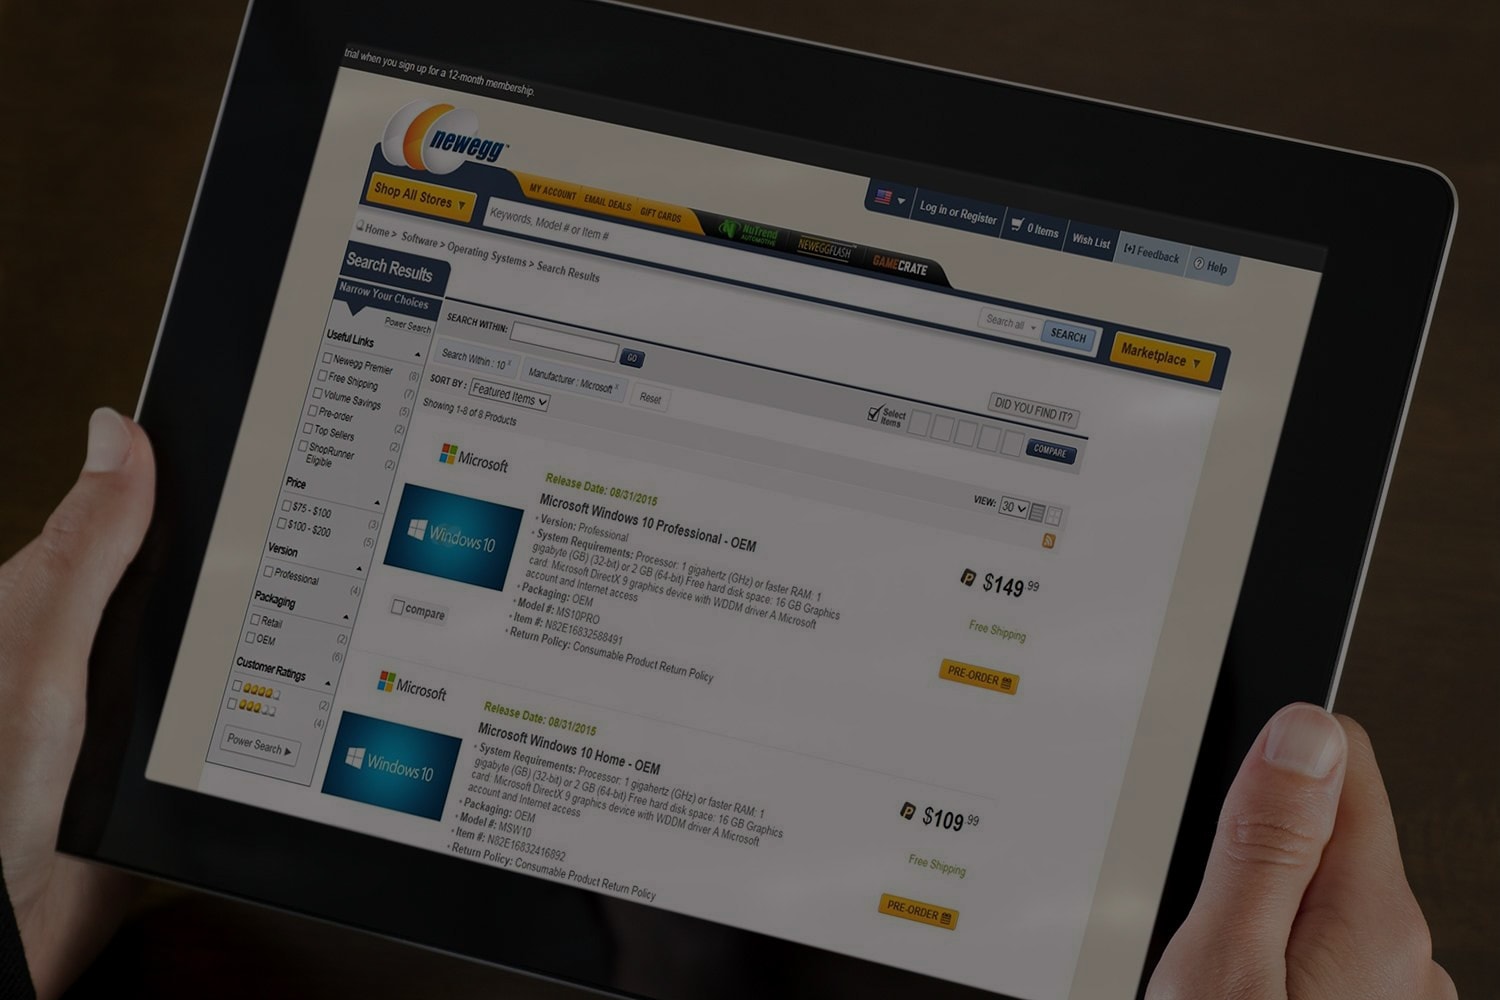 trial when you sign up for a 12-month membership.
newegg™
Shop All Stores
MY ACCOUNT
EMAIL DEALS
GIFT CARDS
NuTrend
AUTOMOTIVE
NEWEGGFLASH
GAMECRATE
Log in or Register
0 Items
Wish List
[+] Feedback
? Help
Keywords, Model # or Item #
Search all
SEARCH
Marketplace
Home > Software > Operating Systems > Search Results
Search Results
Narrow Your Choices
Power Search
Useful Links
Newegg Premier (8)
Free Shipping (7)
Volume Savings (5)
Pre-order (2)
Top Sellers (2)
ShopRunner
Eligible (2)
Price
$75 - $100 (3)
$100 - $200 (5)
Version
Professional (4)
Packaging
Retail (2)
OEM (6)
Customer Ratings
(2)
(4)
Power Search
SEARCH WITHIN:
GO
Search Within : 10 x
Manufacturer : Microsoft x
Reset
SORT BY : Featured Items
Showing 1-8 of 8 Products
DID YOU FIND IT?
Select
Items
COMPARE
VIEW: 30
Microsoft
Windows 10
compare
Release Date: 08/31/2015
Microsoft Windows 10 Professional - OEM
• Version: Professional
• System Requirements: Processor: 1 gigahertz (GHz) or faster RAM: 1
gigabyte (GB) (32-bit) or 2 GB (64-bit) Free hard disk space: 16 GB Graphics
card: Microsoft DirectX 9 graphics device with WDDM driver A Microsoft
account and Internet access
• Packaging: OEM
• Model #: MS10PRO
• Item #: N82E16832588491
• Return Policy: Consumable Product Return Policy
P $149.99
Free Shipping
PRE-ORDER
Microsoft
Windows 10
Release Date: 08/31/2015
Microsoft Windows 10 Home - OEM
• System Requirements: Processor: 1 gigahertz (GHz) or faster RAM: 1
gigabyte (GB) (32-bit) or 2 GB (64-bit) Free hard disk space: 16 GB Graphics
card: Microsoft DirectX 9 graphics device with WDDM driver A Microsoft
account and Internet access
• Packaging: OEM
• Model #: MSW10
• Item #: N82E16832416892
• Return Policy: Consumable Product Return Policy
P $109.99
Free Shipping
PRE-ORDER